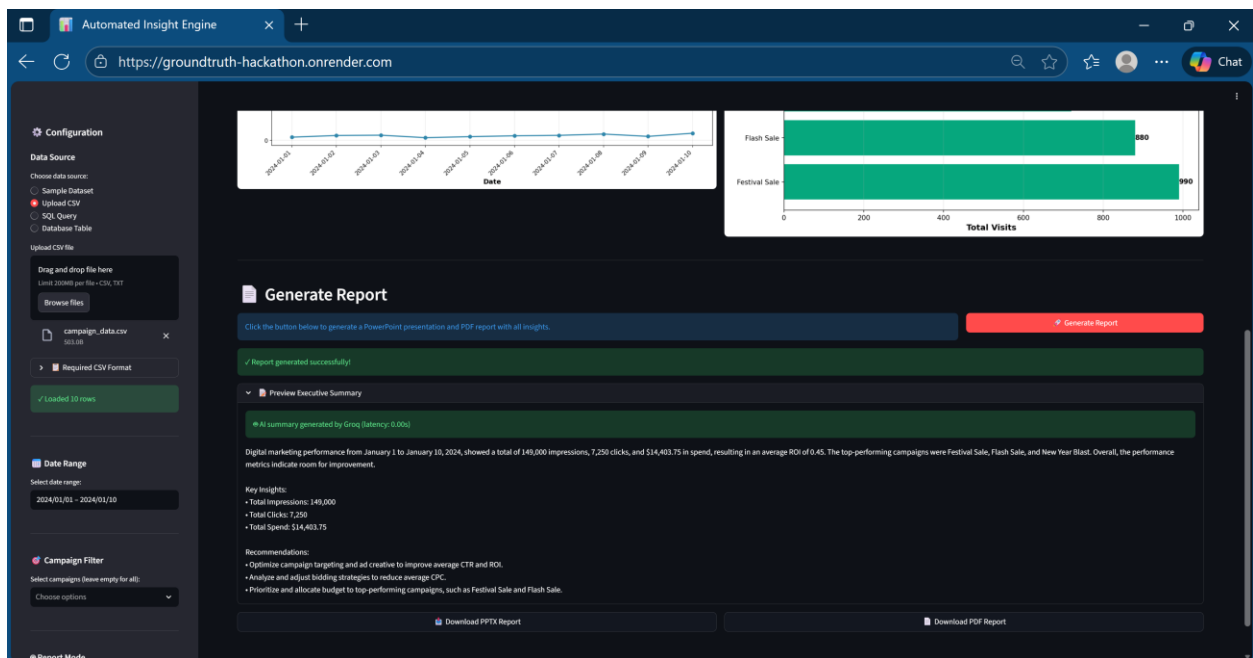 Automated Insight Engine
https://groundtruth-hackathon.onrender.com
Chat
Configuration
Data Source
Choose data source:
Sample Dataset
Upload CSV
SQL Query
Database Table
Upload CSV file
Drag and drop file here
Limit 200MB per file • CSV, TXT
Browse files
campaign_data.csv
503.0B
Required CSV Format
✓ Loaded 10 rows
Date Range
Select date range:
2024/01/01 – 2024/01/10
Campaign Filter
Select campaigns (leave empty for all):
Choose options
Report Mode
0
2024-01-01
2024-01-02
2024-01-03
2024-01-04
2024-01-05
2024-01-06
2024-01-07
2024-01-08
2024-01-09
2024-01-10
Date
Flash Sale
880
Festival Sale
990
0 200 400 600 800 1000
Total Visits
Generate Report
Click the button below to generate a PowerPoint presentation and PDF report with all insights.
Generate Report
✓ Report generated successfully!
Preview Executive Summary
AI summary generated by Groq (latency: 0.00s)
Digital marketing performance from January 1 to January 10, 2024, showed a total of 149,000 impressions, 7,250 clicks, and $14,403.75 in spend, resulting in an average ROI of 0.45. The top-performing campaigns were Festival Sale, Flash Sale, and New Year Blast. Overall, the performance
metrics indicate room for improvement.
Key Insights:
• Total Impressions: 149,000
• Total Clicks: 7,250
• Total Spend: $14,403.75
Recommendations:
• Optimize campaign targeting and ad creative to improve average CTR and ROI.
• Analyze and adjust bidding strategies to reduce average CPC.
• Prioritize and allocate budget to top-performing campaigns, such as Festival Sale and Flash Sale.
Download PPTX Report
Download PDF Report